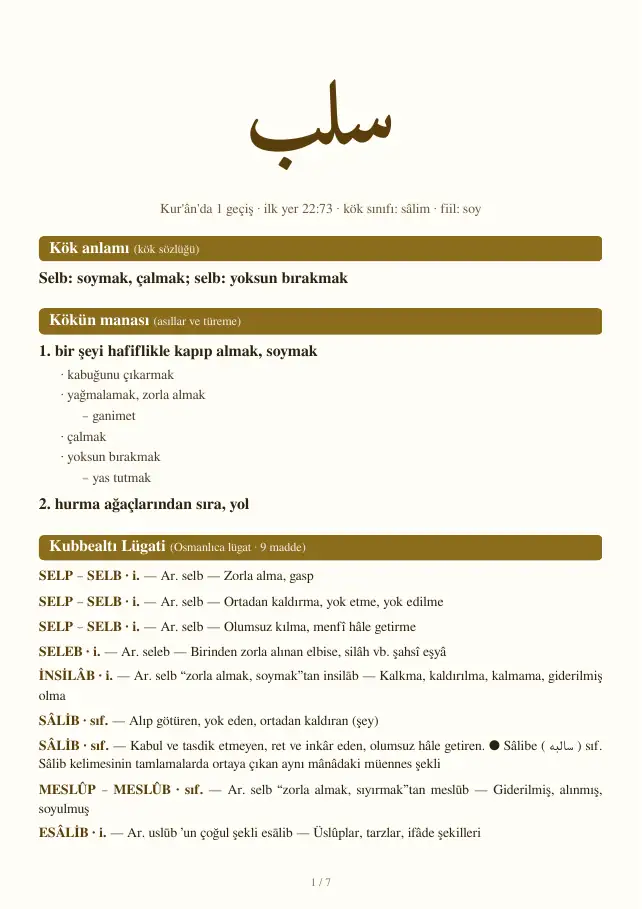 سلب
Kur'ân'da 1 geçiş · ilk yer 22:73 · kök sınıfı: sâlim · fiil: soy
Kök anlamı (kök sözlüğü)
Selb: soymak, çalmak; selb: yoksun bırakmak
Kökün manası (asıllar ve türeme)
1. bir şeyi hafiflikle kapıp almak, soymak
· kabuğunu çıkarmak
· yağmalamak, zorla almak
– ganimet
· çalmak
· yoksun bırakmak
– yas tutmak
2. hurma ağaçlarından sıra, yol
Kubbealtı Lügati (Osmanlıca lügat · 9 madde)
SELP – SELB · i. — Ar. selb — Zorla alma, gasp
SELP – SELB · i. — Ar. selb — Ortadan kaldırma, yok etme, yok edilme
SELP – SELB · i. — Ar. selb — Olumsuz kılma, menfî hâle getirme
SELEB · i. — Ar. seleb — Birinden zorla alınan elbise, silâh vb. şahsî eşyâ
İNSİLÂB · i. — Ar. selb “zorla almak, soymak”tan insilāb — Kalkma, kaldırılma, kalmama, giderilmiş
olma
SÂLİB · sıf. — Alıp götüren, yok eden, ortadan kaldıran (şey)
SÂLİB · sıf. — Kabul ve tasdik etmeyen, ret ve inkâr eden, olumsuz hâle getiren. ● Sâlibe ( سالبه ) sıf.
Sâlib kelimesinin tamlamalarda ortaya çıkan aynı mânâdaki müennes şekli
MESLÛP – MESLÛB · sıf. — Ar. selb “zorla almak, sıyırmak”tan meslūb — Giderilmiş, alınmış,
soyulmuş
ESÂLİB · i. — Ar. uslūb 'un çoğul şekli esālіb — Üslûplar, tarzlar, ifâde şekilleri
1 / 7